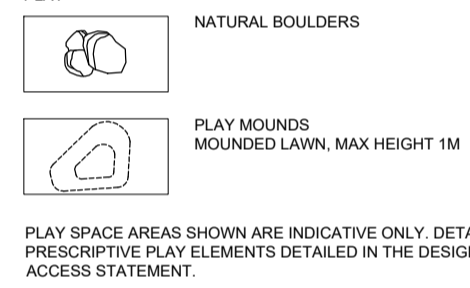 NATURAL BOULDERS
PLAY MOUNDS
MOUNDED LAWN, MAX HEIGHT 1M
PLAY SPACE AREAS SHOWN ARE INDICATIVE ONLY.
PRESCRIPTIVE PLAY ELEMENTS DETAILED IN THE
ACCESS STATEMENT.